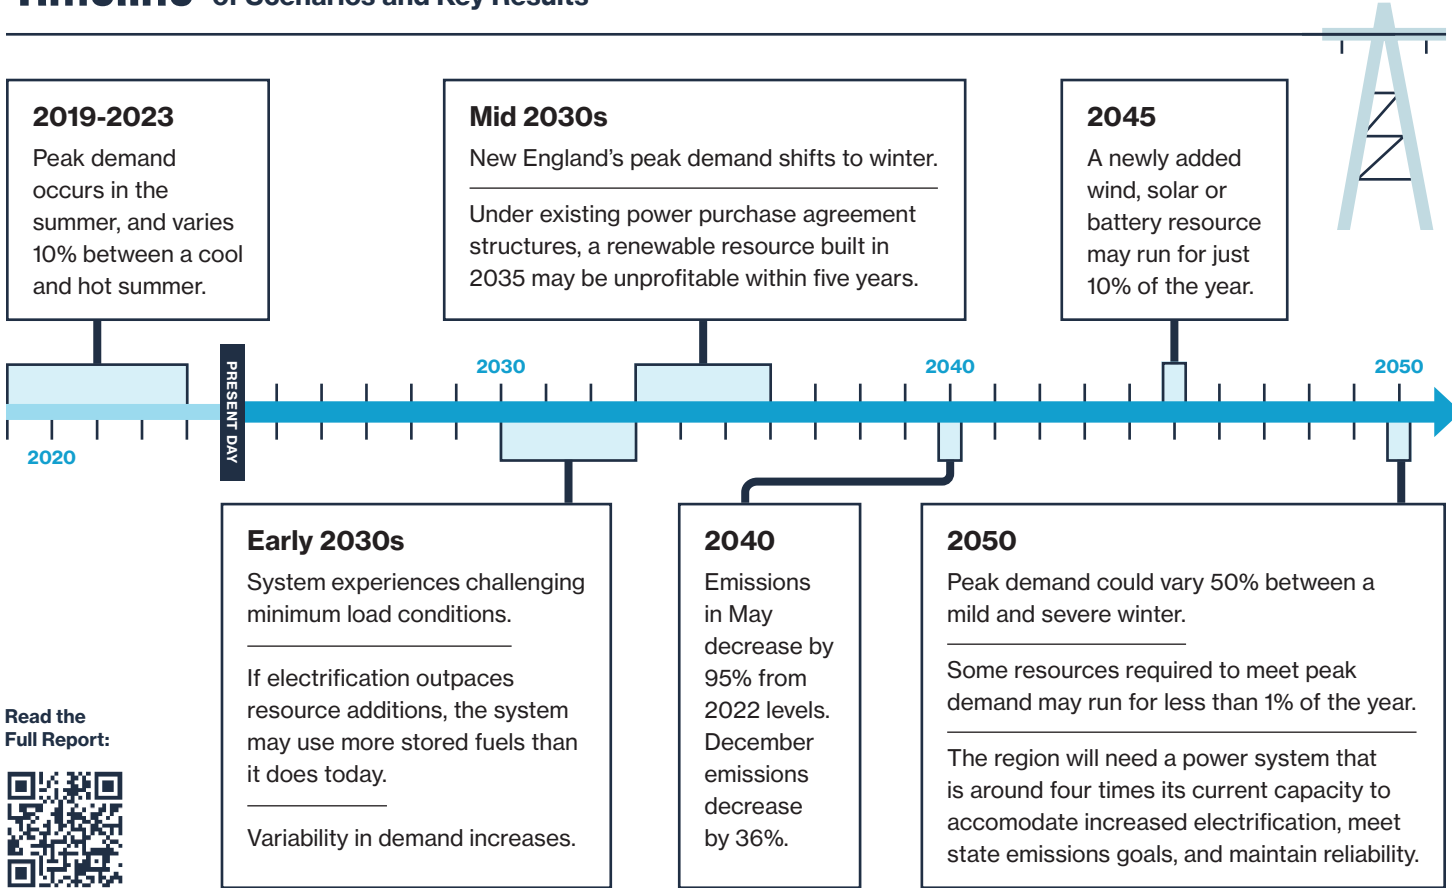 Timeline of Scenarios and Key Results
2019-2023
Peak demand
occurs in the
summer, and varies
10% between a cool
and hot summer.
Mid 2030s
New England’s peak demand shifts to winter.
Under existing power purchase agreement
structures, a renewable resource built in
2035 may be unprofitable within five years.
2045
A newly added
wind, solar or
battery resource
may run for just
10% of the year.
2020
PRESENT DAY
2030
2040
2050
Early 2030s
System experiences challenging
minimum load conditions.
If electrification outpaces
resource additions, the system
may use more stored fuels than
it does today.
Variability in demand increases.
2040
Emissions
in May
decrease by
95% from
2022 levels.
December
emissions
decrease
by 36%.
2050
Peak demand could vary 50% between a
mild and severe winter.
Some resources required to meet peak
demand may run for less than 1% of the year.
The region will need a power system that
is around four times its current capacity to
accomodate increased electrification, meet
state emissions goals, and maintain reliability.
Read the
Full Report: